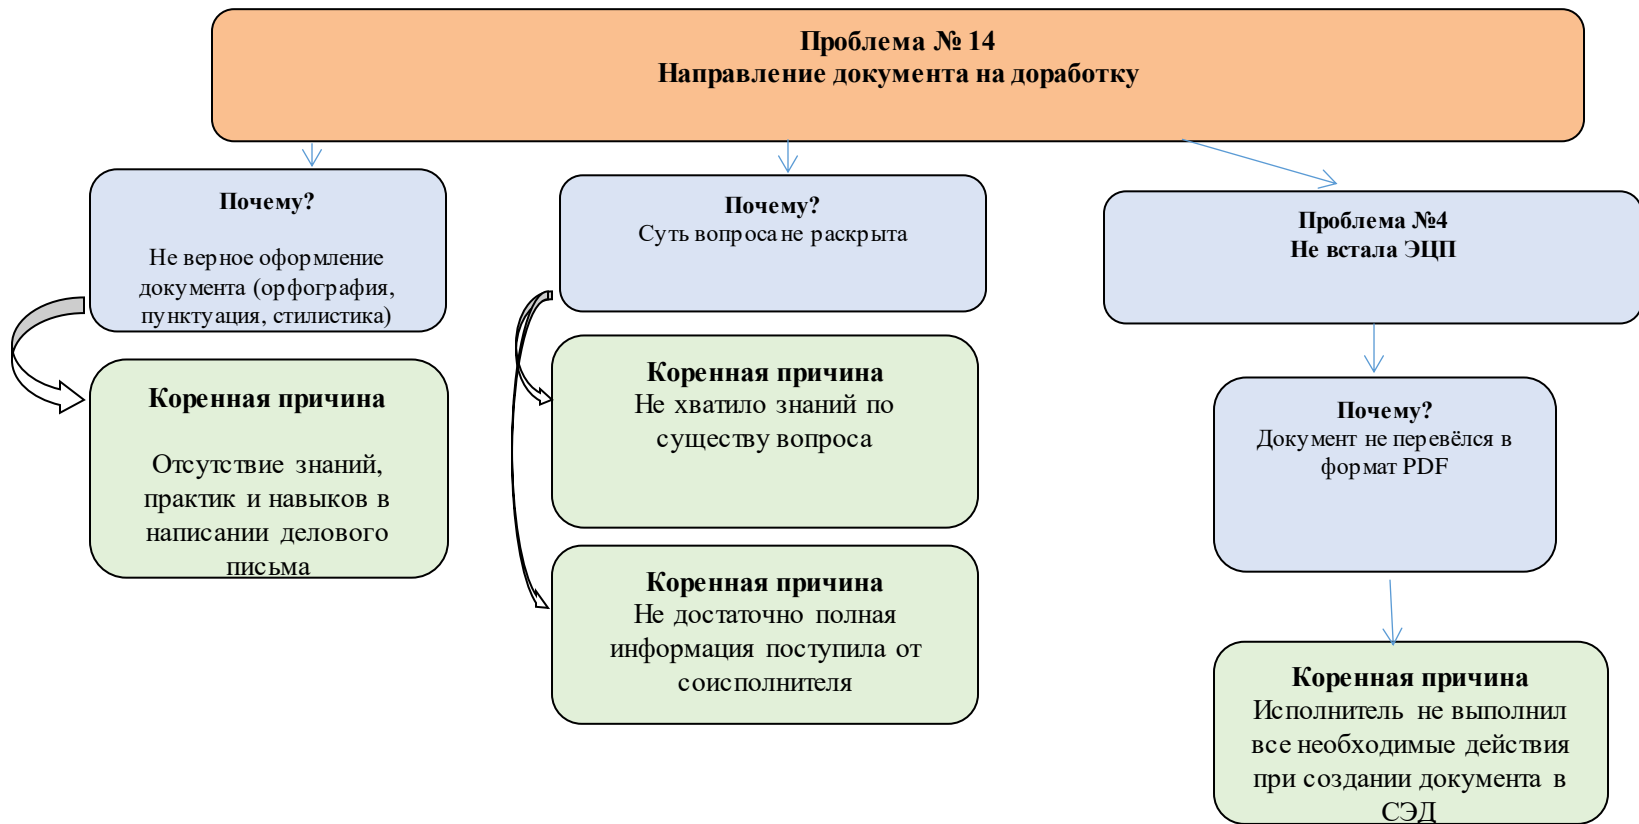 Проблема № 14
Направление документа на доработку
Почему?
Не верное оформление
документа (орфография,
пунктуация, стилистика)
Коренная причина
Отсутствие знаний,
практик и навыков в
написании делового
письма
Почему?
Суть вопроса не раскрыта
Коренная причина
Не хватило знаний по
существу вопроса
Коренная причина
Не достаточно полная
информация поступила от
соисполнителя
Проблема №4
Не встала ЭЦП
Почему?
Документ не перевёлся в
формат PDF
Коренная причина
Исполнитель не выполнил
все необходимые действия
при создании документа в
СЭД